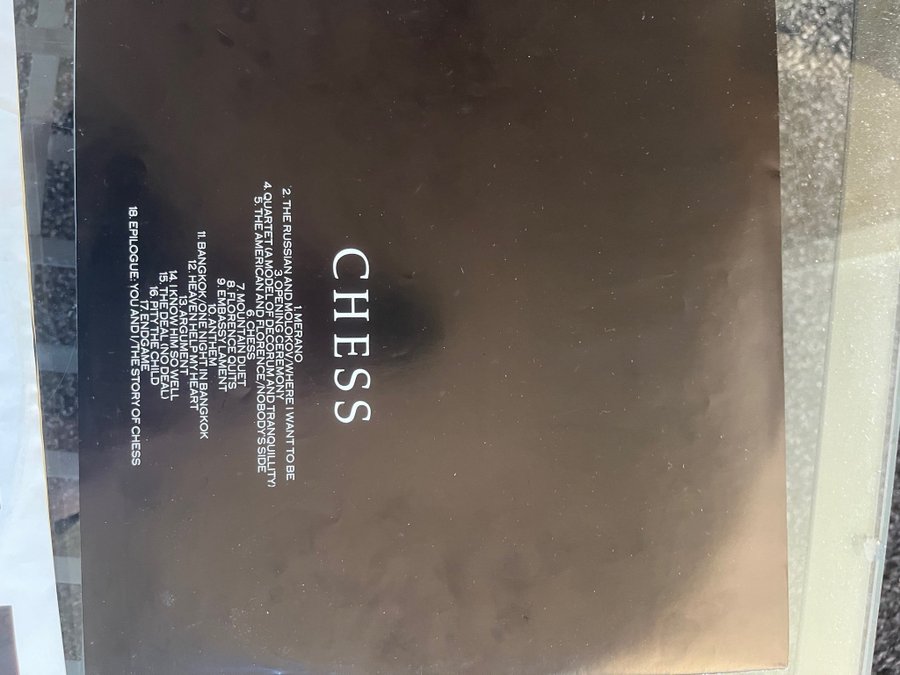 CHESS
1. MERANO
2. THE RUSSIAN AND MOLOKOV/WHERE I WANT TO BE
3. OPENING CEREMONY
4. QUARTET (A MODEL OF DECORUM AND TRANQUILLITY)
5. THE AMERICAN AND FLORENCE/NOBODY'S SIDE
6. CHESS
7. MOUNTAIN DUET
8. FLORENCE QUITS
9. EMBASSY LAMENT
10. ANTHEM
11. BANGKOK/ONE NIGHT IN BANGKOK
12. HEAVEN HELP MY HEART
13. ARGUMENT
14. I KNOW HIM SO WELL
15. THE DEAL (NO DEAL)
16. PITY THE CHILD
17. ENDGAME
18. EPILOGUE: YOU AND I/THE STORY OF CHESS